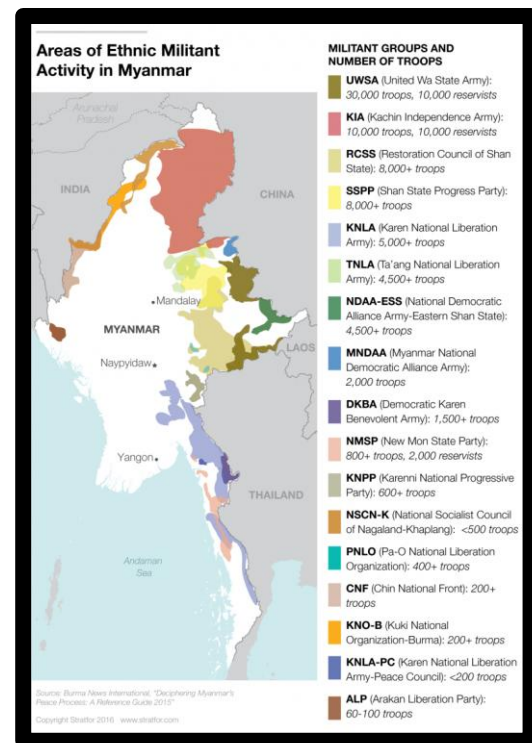 Areas of Ethnic Militant
Activity in Myanmar
Arunachal
Pradesh
INDIA
CHINA
Mandalay
MYANMAR
LAOS
Naypyidaw
Yangon
THAILAND
Andaman
Sea
Source: Burma News International, "Deciphering Myanmar's
Peace Process: A Reference Guide 2015"
Copyright Stratfor 2016 www.stratfor.com
MILITANT GROUPS AND
NUMBER OF TROOPS
UWSA (United Wa State Army):
30,000 troops, 10,000 reservists
KIA (Kachin Independence Army):
10,000 troops, 10,000 reservists
RCSS (Restoration Council of Shan
State): 8,000+ troops
SSPP (Shan State Progress Party):
8,000+ troops
KNLA (Karen National Liberation
Army): 5,000+ troops
TNLA (Ta'ang National Liberation
Army): 4,500+ troops
NDAA-ESS (National Democratic
Alliance Army-Eastern Shan State):
4,500+ troops
MNDAA (Myanmar National
Democratic Alliance Army):
2,000 troops
DKBA (Democratic Karen
Benevolent Army): 1,500+ troops
NMSP (New Mon State Party):
800+ troops, 2,000 reservists
KNPP (Karenni National Progressive
Party): 600+ troops
NSCN-K (National Socialist Council
of Nagaland-Khaplang): <500 troops
PNLO (Pa-O National Liberation
Organization): 400+ troops
CNF (Chin National Front): 200+
troops
KNO-B (Kuki National
Organization-Burma): 200+ troops
KNLA-PC (Karen National Liberation
Army-Peace Council): <200 troops
ALP (Arakan Liberation Party):
60-100 troops